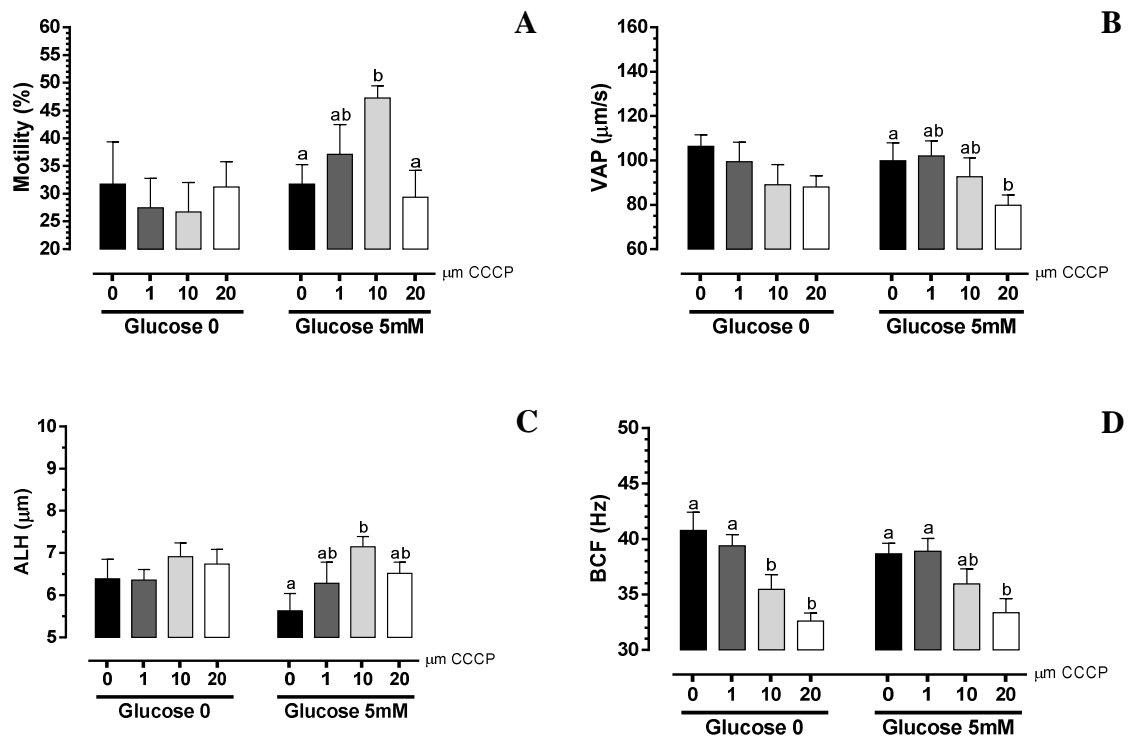 A
Motility (%)
60
55
50
45
40
35
30
25
20
a
ab
b
a
μm CCCP
0 1 10 20 0 1 10 20
Glucose 0 Glucose 5mM
B
VAP (μm/s)
160
140
120
100
80
60
a
ab
ab
b
μm CCCP
0 1 10 20 0 1 10 20
Glucose 0 Glucose 5mM
C
ALH (μm)
10
9
8
7
6
5
a
ab
b
ab
μm CCCP
0 1 10 20 0 1 10 20
Glucose 0 Glucose 5mM
D
BCF (Hz)
50
45
40
35
30
a
a
b
b
a
a
ab
b
μm CCCP
0 1 10 20 0 1 10 20
Glucose 0 Glucose 5mM